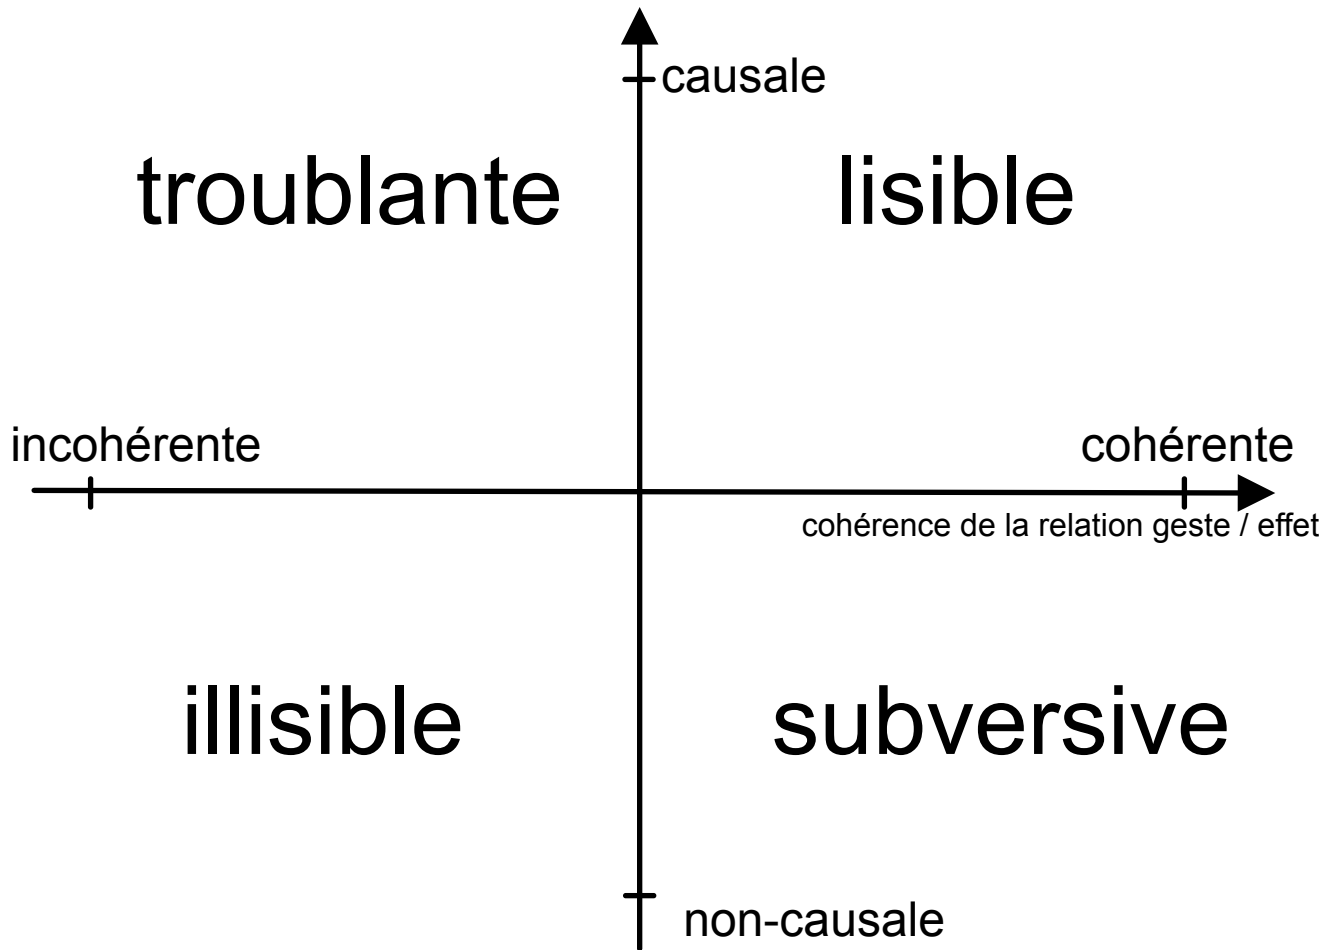 causale
troublante
lisible
incohérente
cohérente
cohérence de la relation geste / effet
illisible
subversive
non-causale